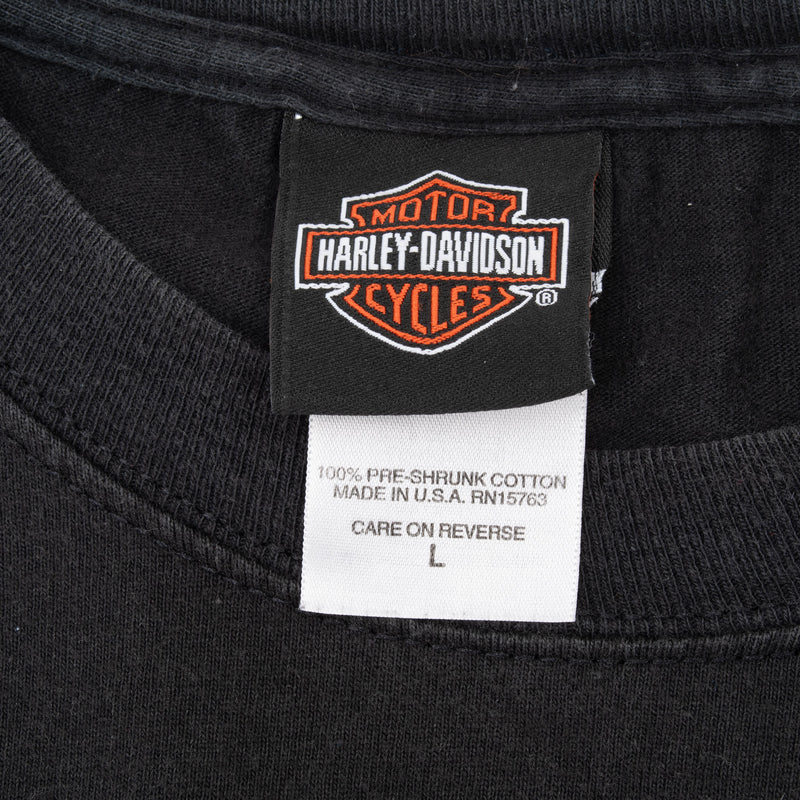 MOTOR
HARLEY-DAVIDSON
CYCLES
®
100% PRE-SHRUNK COTTON
MADE IN U.S.A. RN15763
CARE ON REVERSE
L